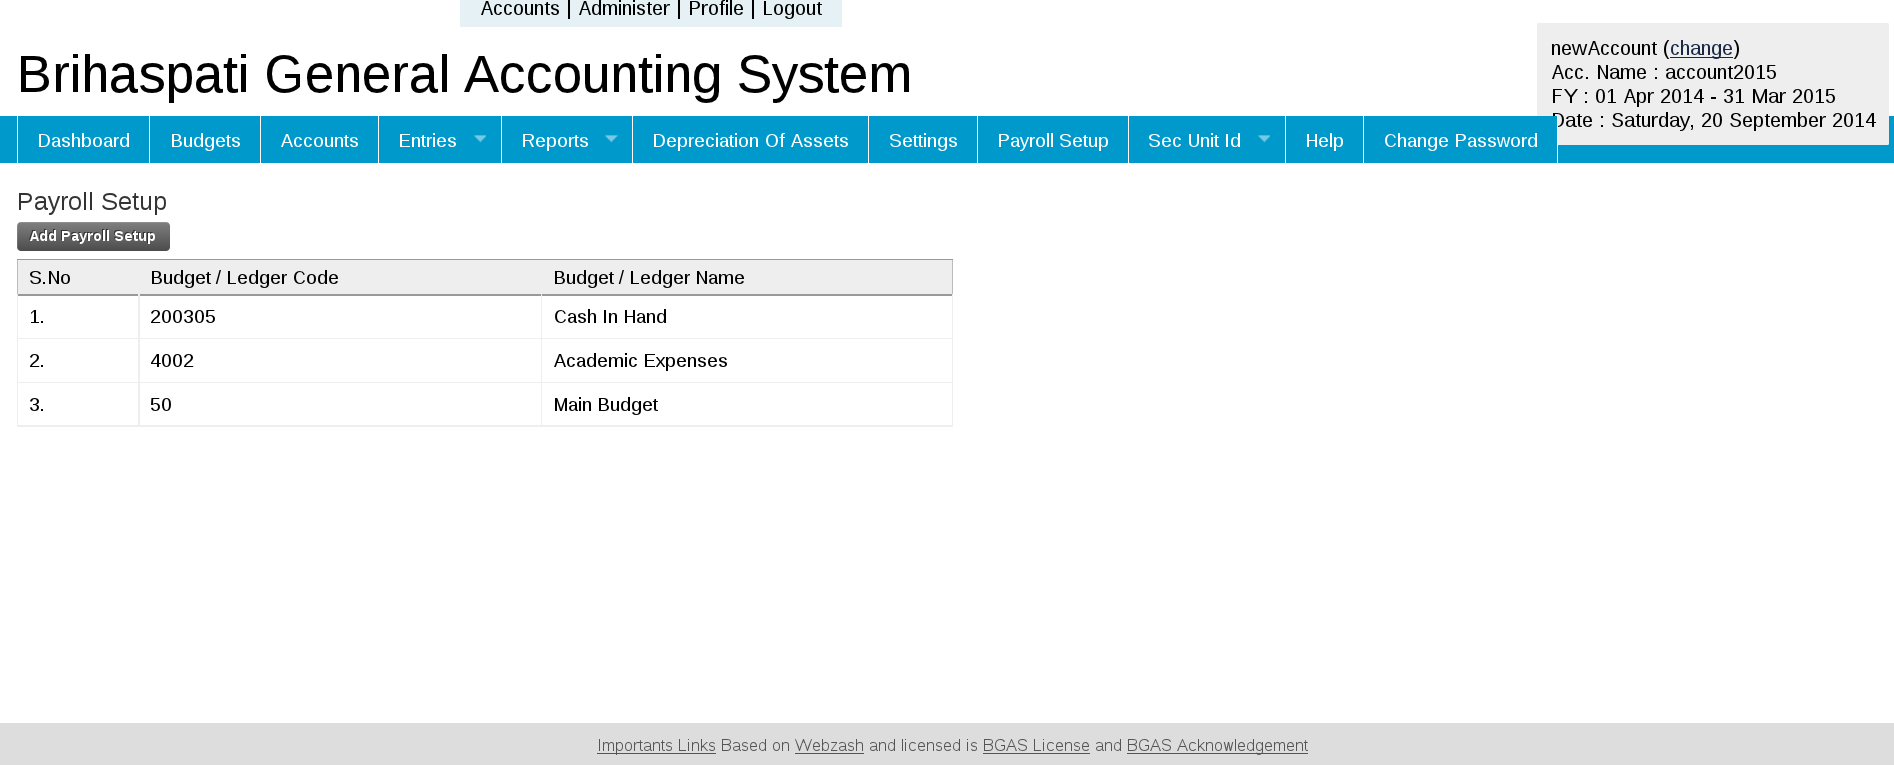 Accounts | Administer | Profile | Logout
Brihaspati General Accounting System
newAccount (change)
Acc. Name : account2015
FY : 01 Apr 2014 - 31 Mar 2015
Date : Saturday, 20 September 2014
Dashboard Budgets Accounts Entries Reports Depreciation Of Assets Settings Payroll Setup Sec Unit Id Help Change Password
Payroll Setup
Add Payroll Setup
S.No Budget / Ledger Code Budget / Ledger Name
1. 200305 Cash In Hand
2. 4002 Academic Expenses
3. 50 Main Budget
Importants Links Based on Webzash and licensed is BGAS License and BGAS Acknowledgement